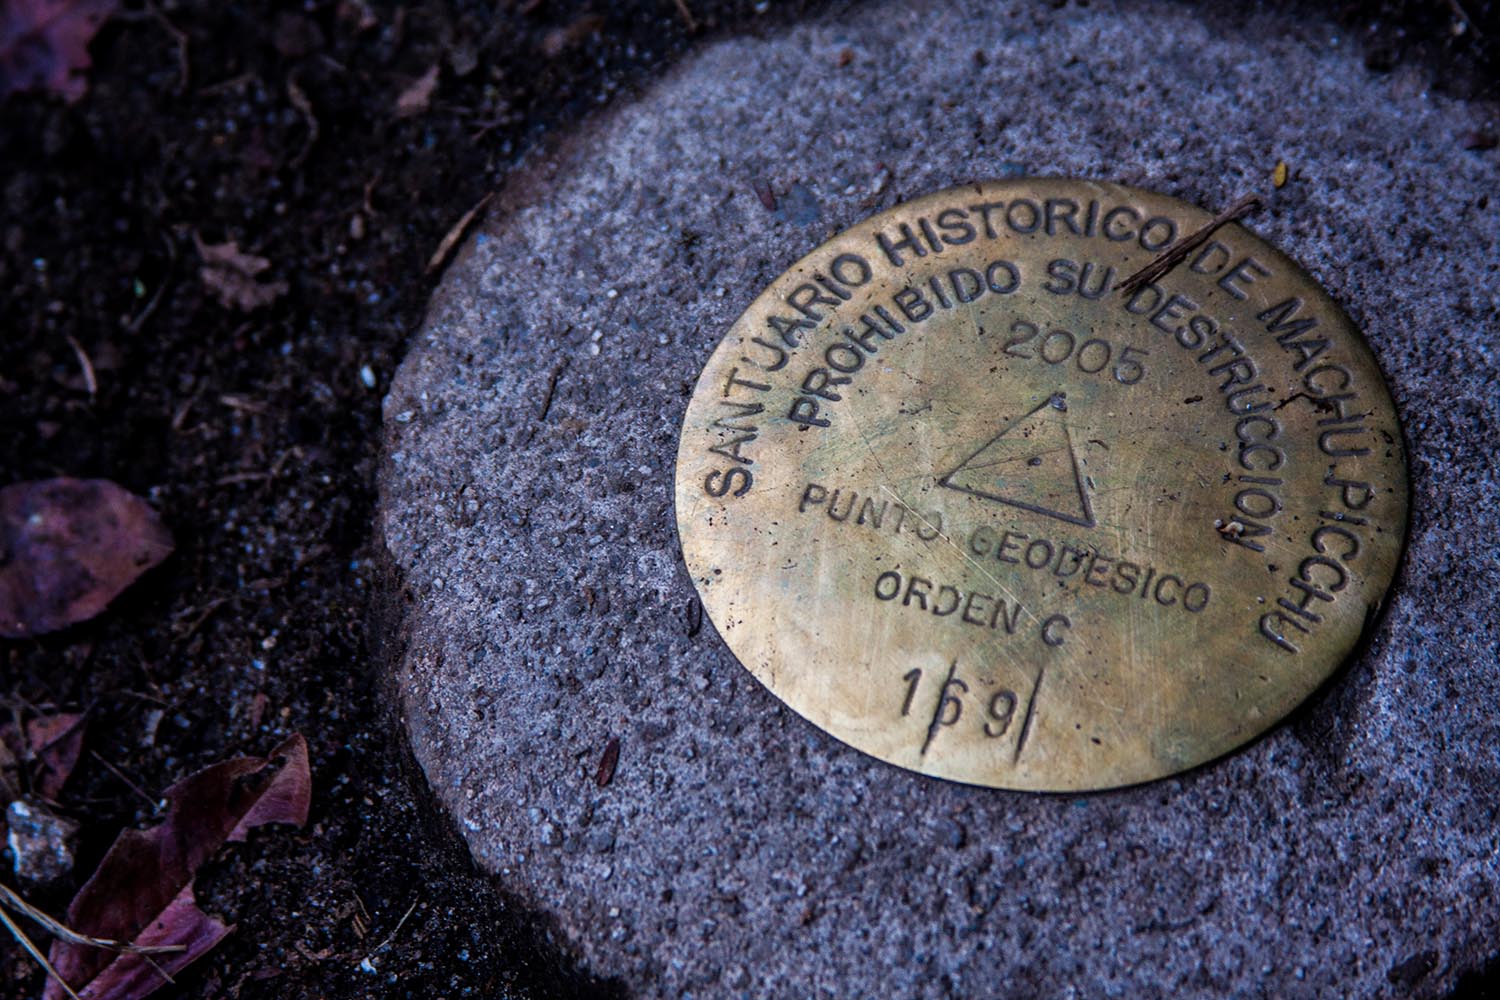 SANTUARIO HISTORICO DE MACHU PICCHU
PROHIBIDO SU DESTRUCCION
2005
PUNTO GEODESICO
ORDEN C
169